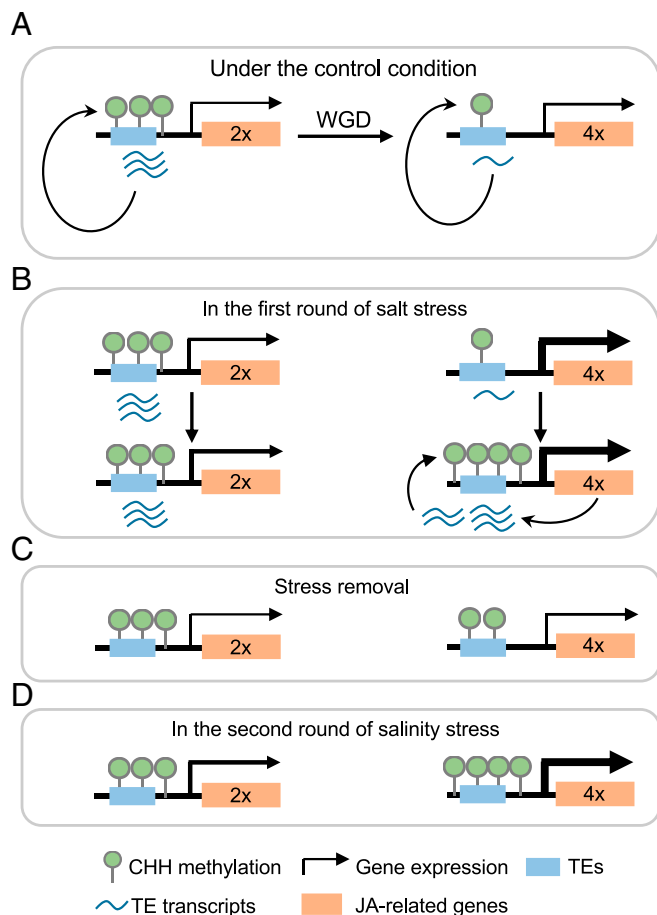 A
Under the control condition
2x
WGD
4x
B
In the first round of salt stress
2x
4x
2x
4x
C
Stress removal
2x
4x
D
In the second round of salinity stress
2x
4x
CHH methylation
Gene expression
TEs
TE transcripts
JA-related genes